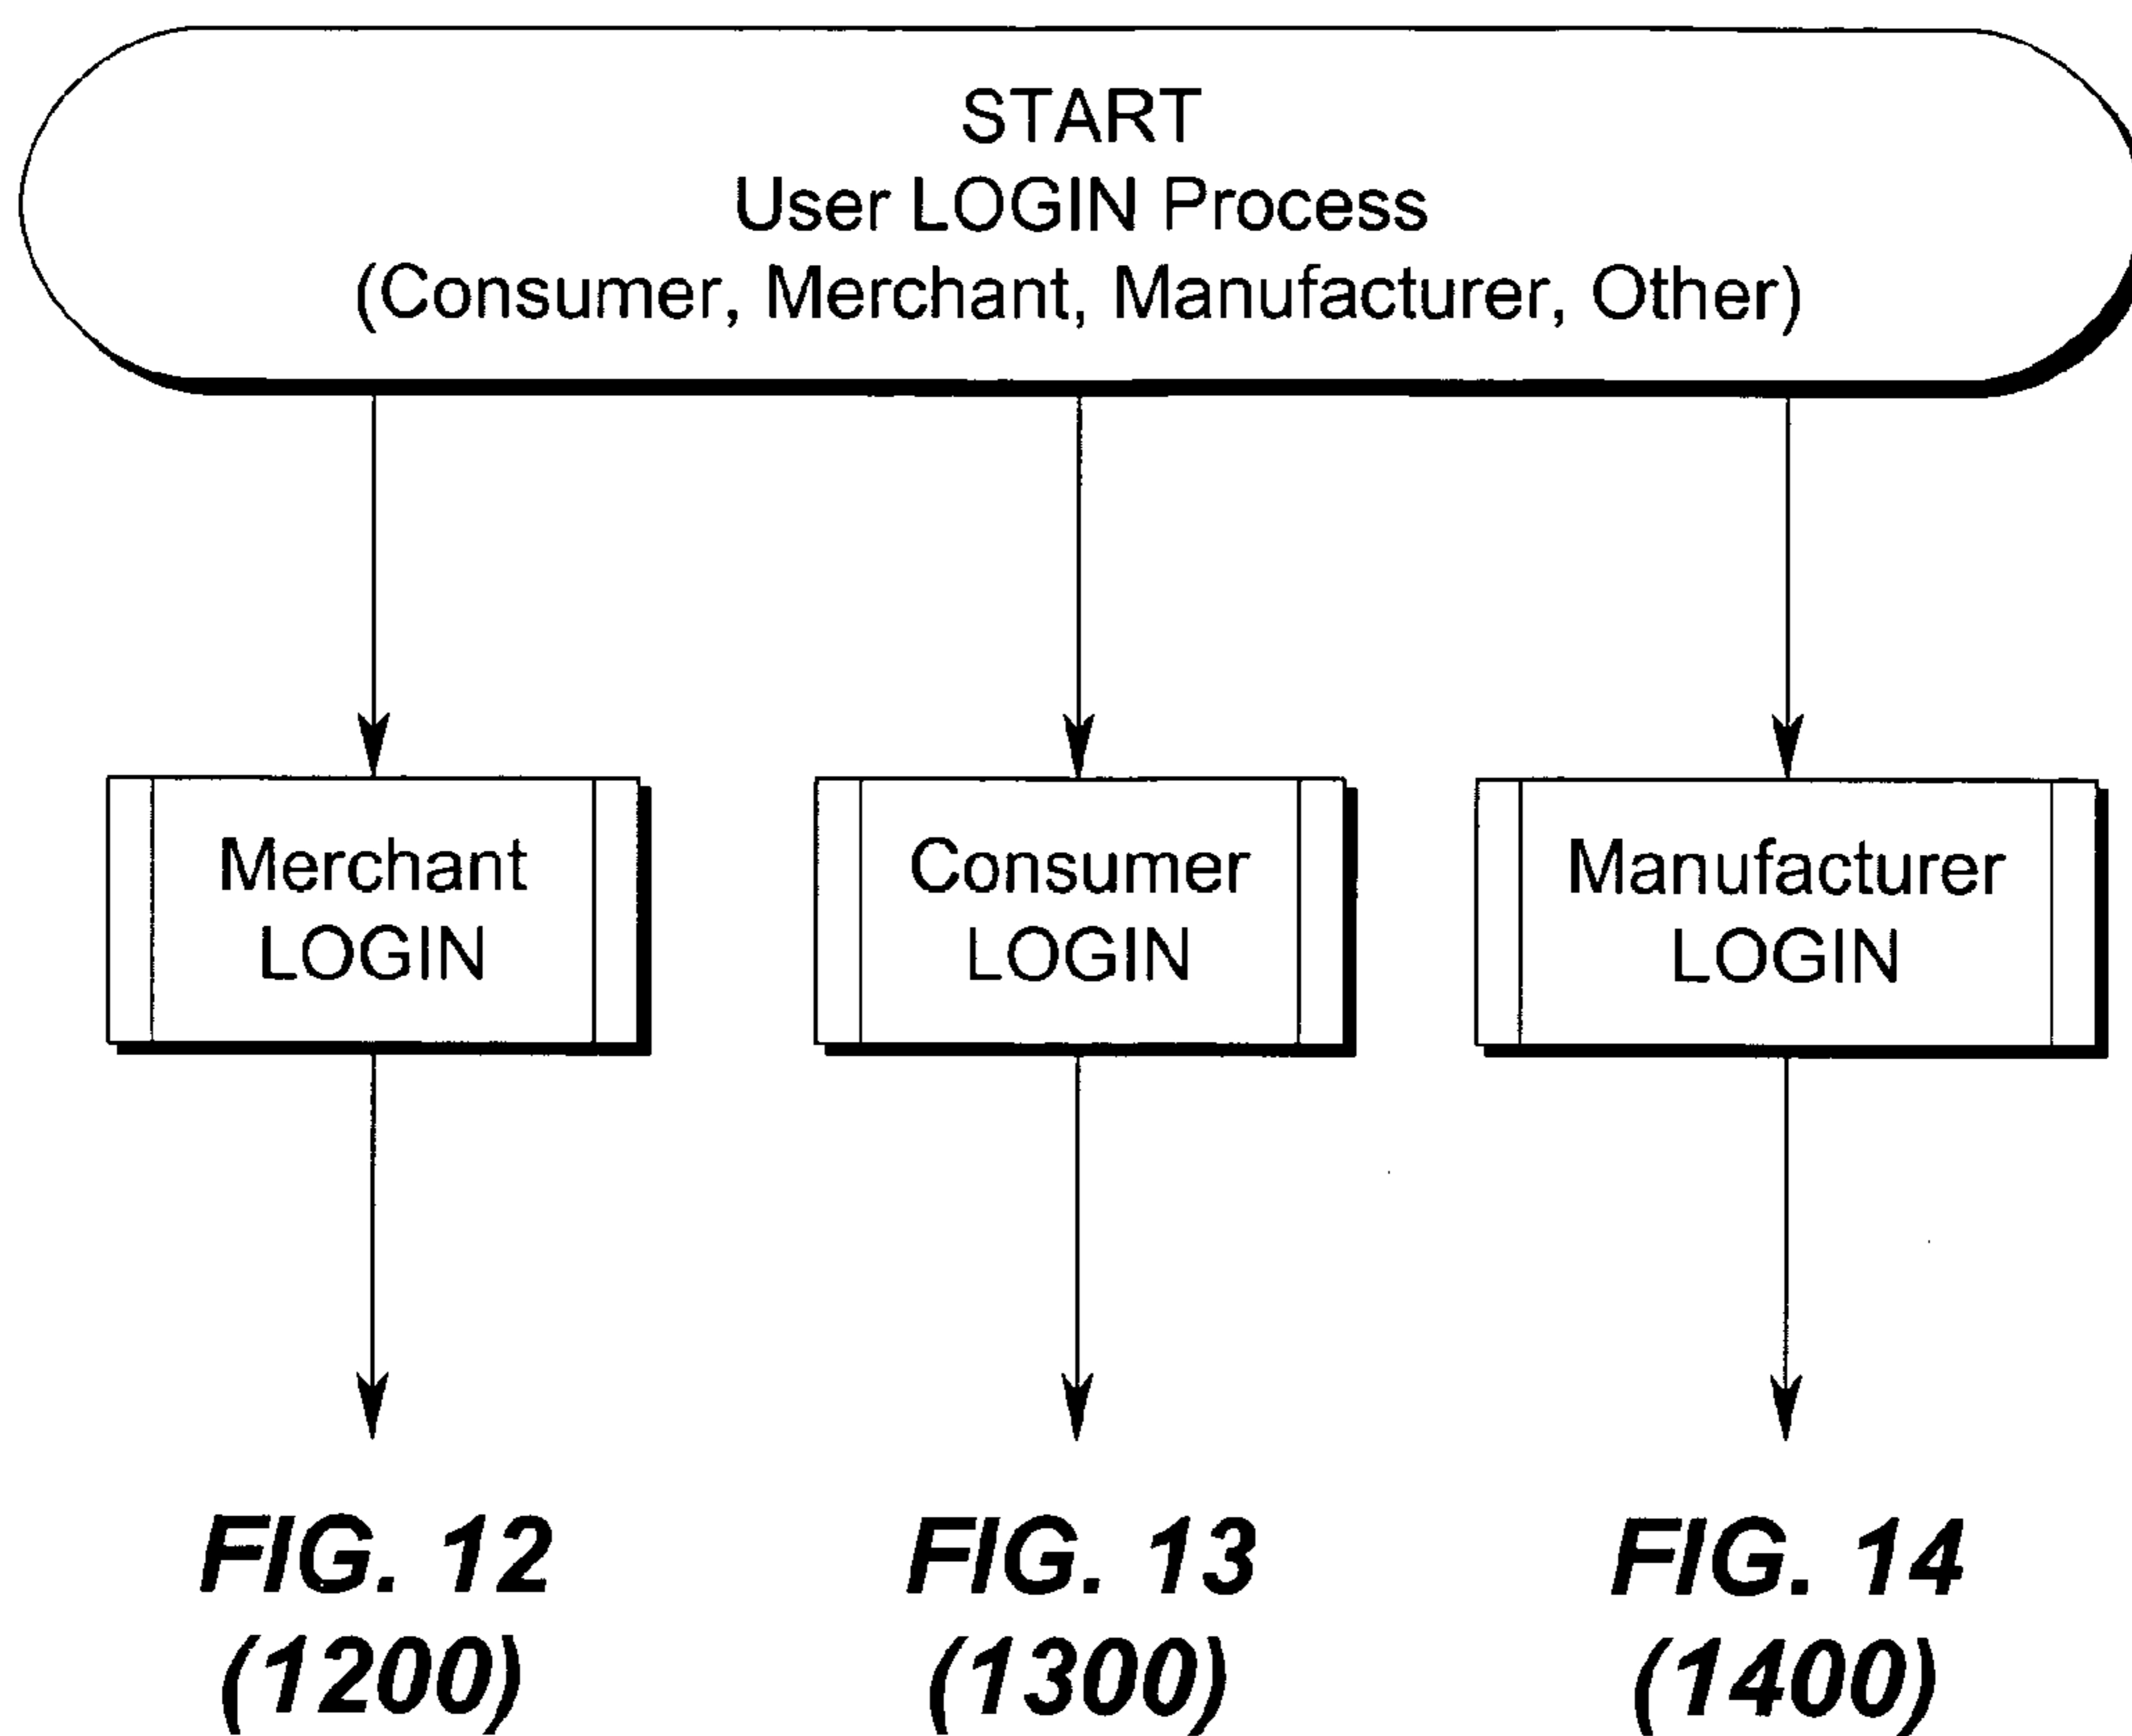 START
User LOGIN Process
(Consumer, Merchant, Manufacturer, Other)
Merchant
LOGIN
Consumer
LOGIN
Manufacturer
LOGIN
FIG. 12
(1200)
FIG. 13
(1300)
FIG. 14
(1400)